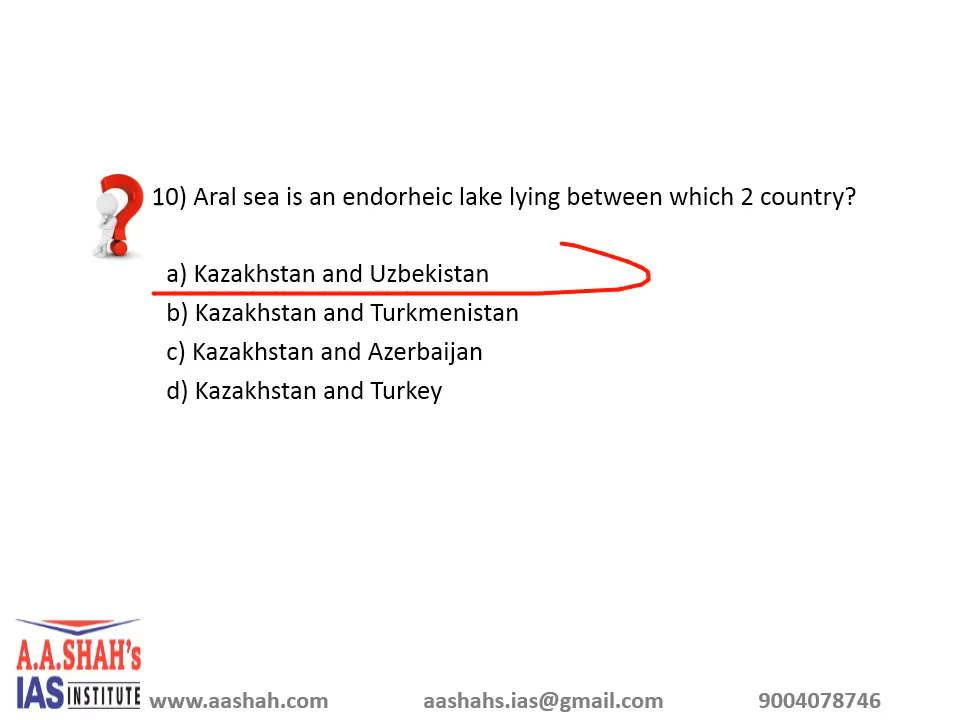 10) Aral sea is an endorheic lake lying between which 2 country?
a) Kazakhstan and Uzbekistan
b) Kazakhstan and Turkmenistan
c) Kazakhstan and Azerbaijan
d) Kazakhstan and Turkey
A.A.SHAH's
IAS INSTITUTE
www.aashah.com aashahs.ias@gmail.com 9004078746